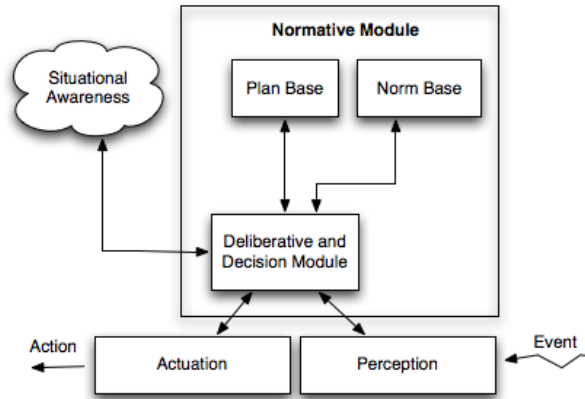 Normative Module
Situational
Awareness
Plan Base
Norm Base
Deliberative and
Decision Module
Action
Actuation
Perception
Event